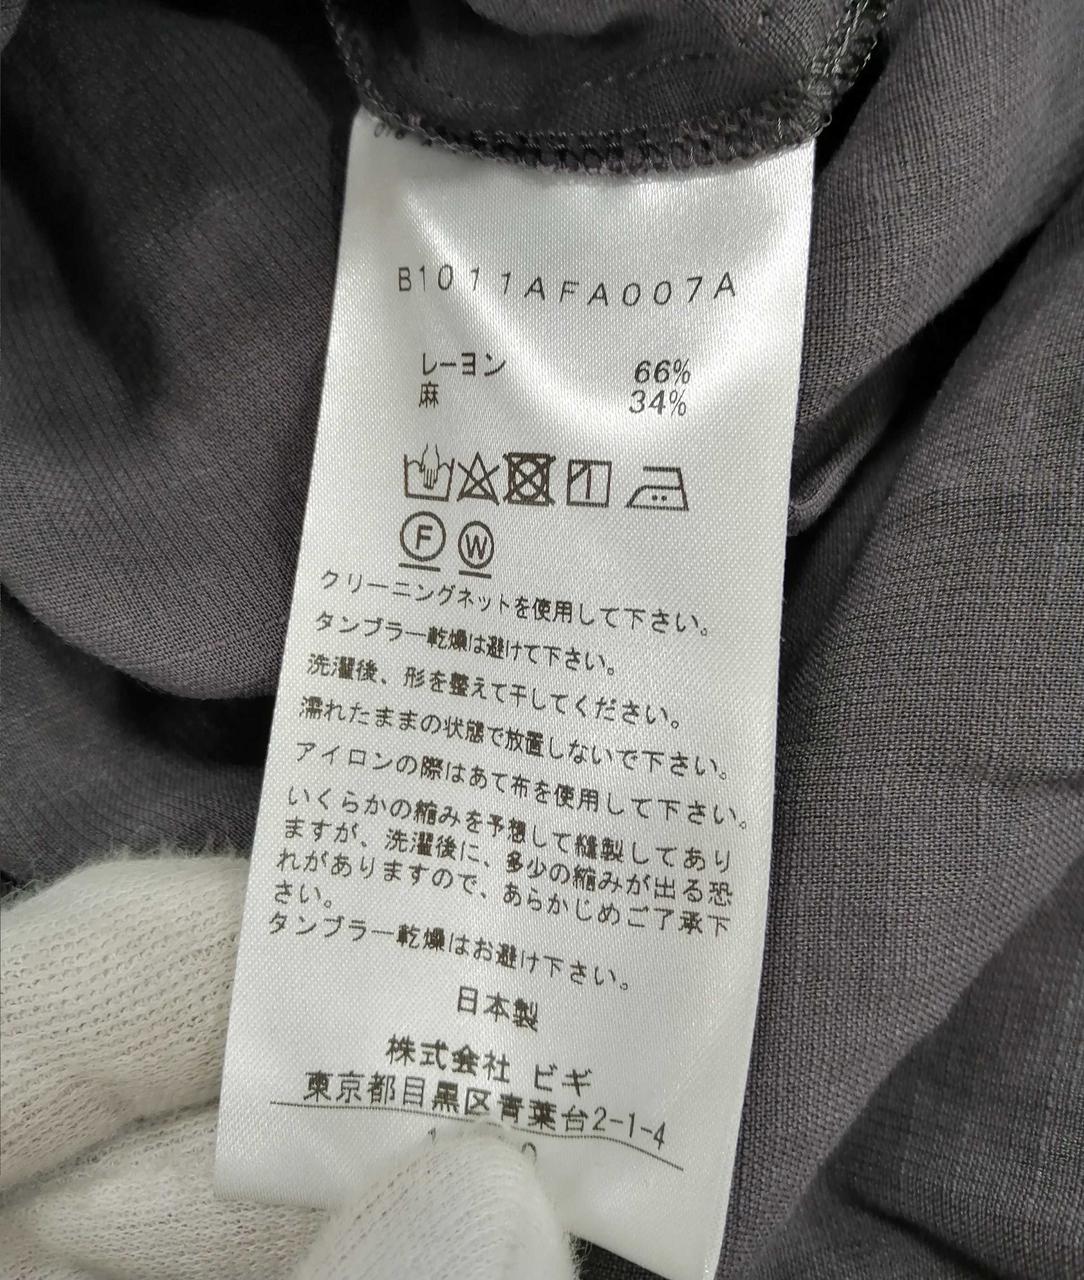 B1011AFA007A
レーヨン 66%
麻 34%
F W
クリーニングネットを使用して下さい。
タンブラー乾燥は避けて下さい。
洗濯後、形を整えて干してください。
濡れたままの状態で放置しないで下さい。
アイロンの際はあて布を使用して下さい。
いくらかの縮みを予想して縫製してあり
ますが、洗濯後に、多少の縮みが出る恐
れがありますので、あらかじめご了承下
さい。
タンブラー乾燥はお避け下さい。
日本製
株式会社 ビギ
東京都目黒区青葉台2-1-4